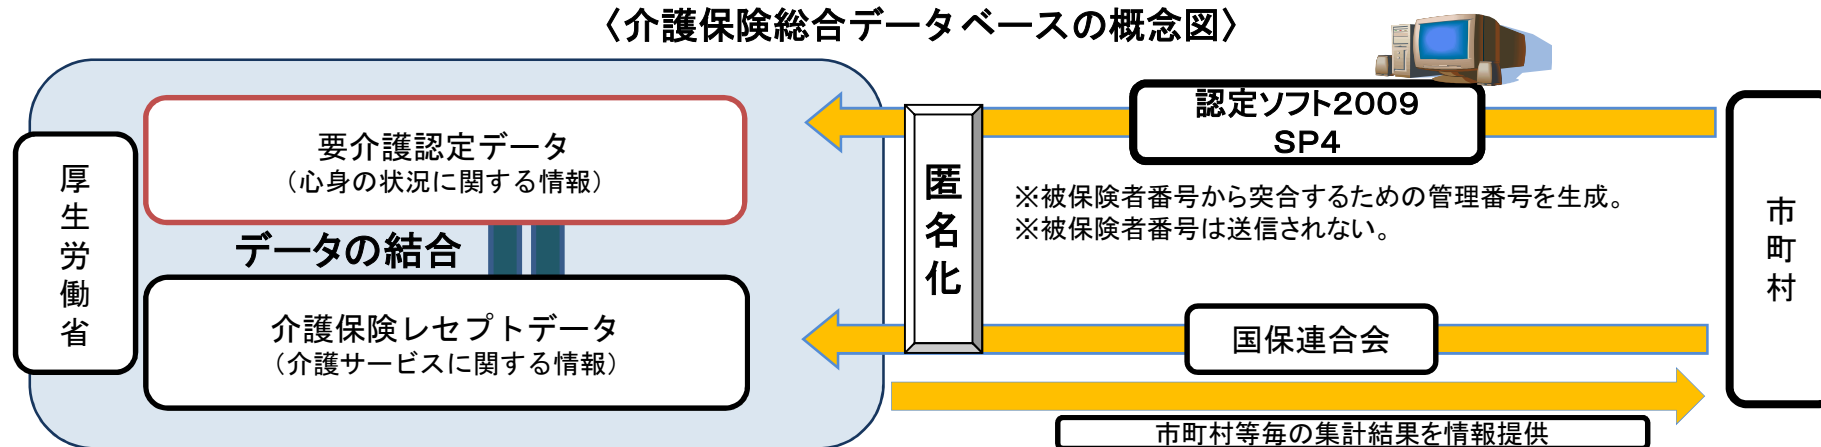 〈介護保険総合データベースの概念図〉
厚生労働省
要介護認定データ
（心身の状況に関する情報）
データの結合
介護保険レセプトデータ
（介護サービスに関する情報）
匿名化
認定ソフト2009
SP4
※被保険者番号から突合するための管理番号を生成。
※被保険者番号は送信されない。
国保連合会
市町村
市町村等毎の集計結果を情報提供